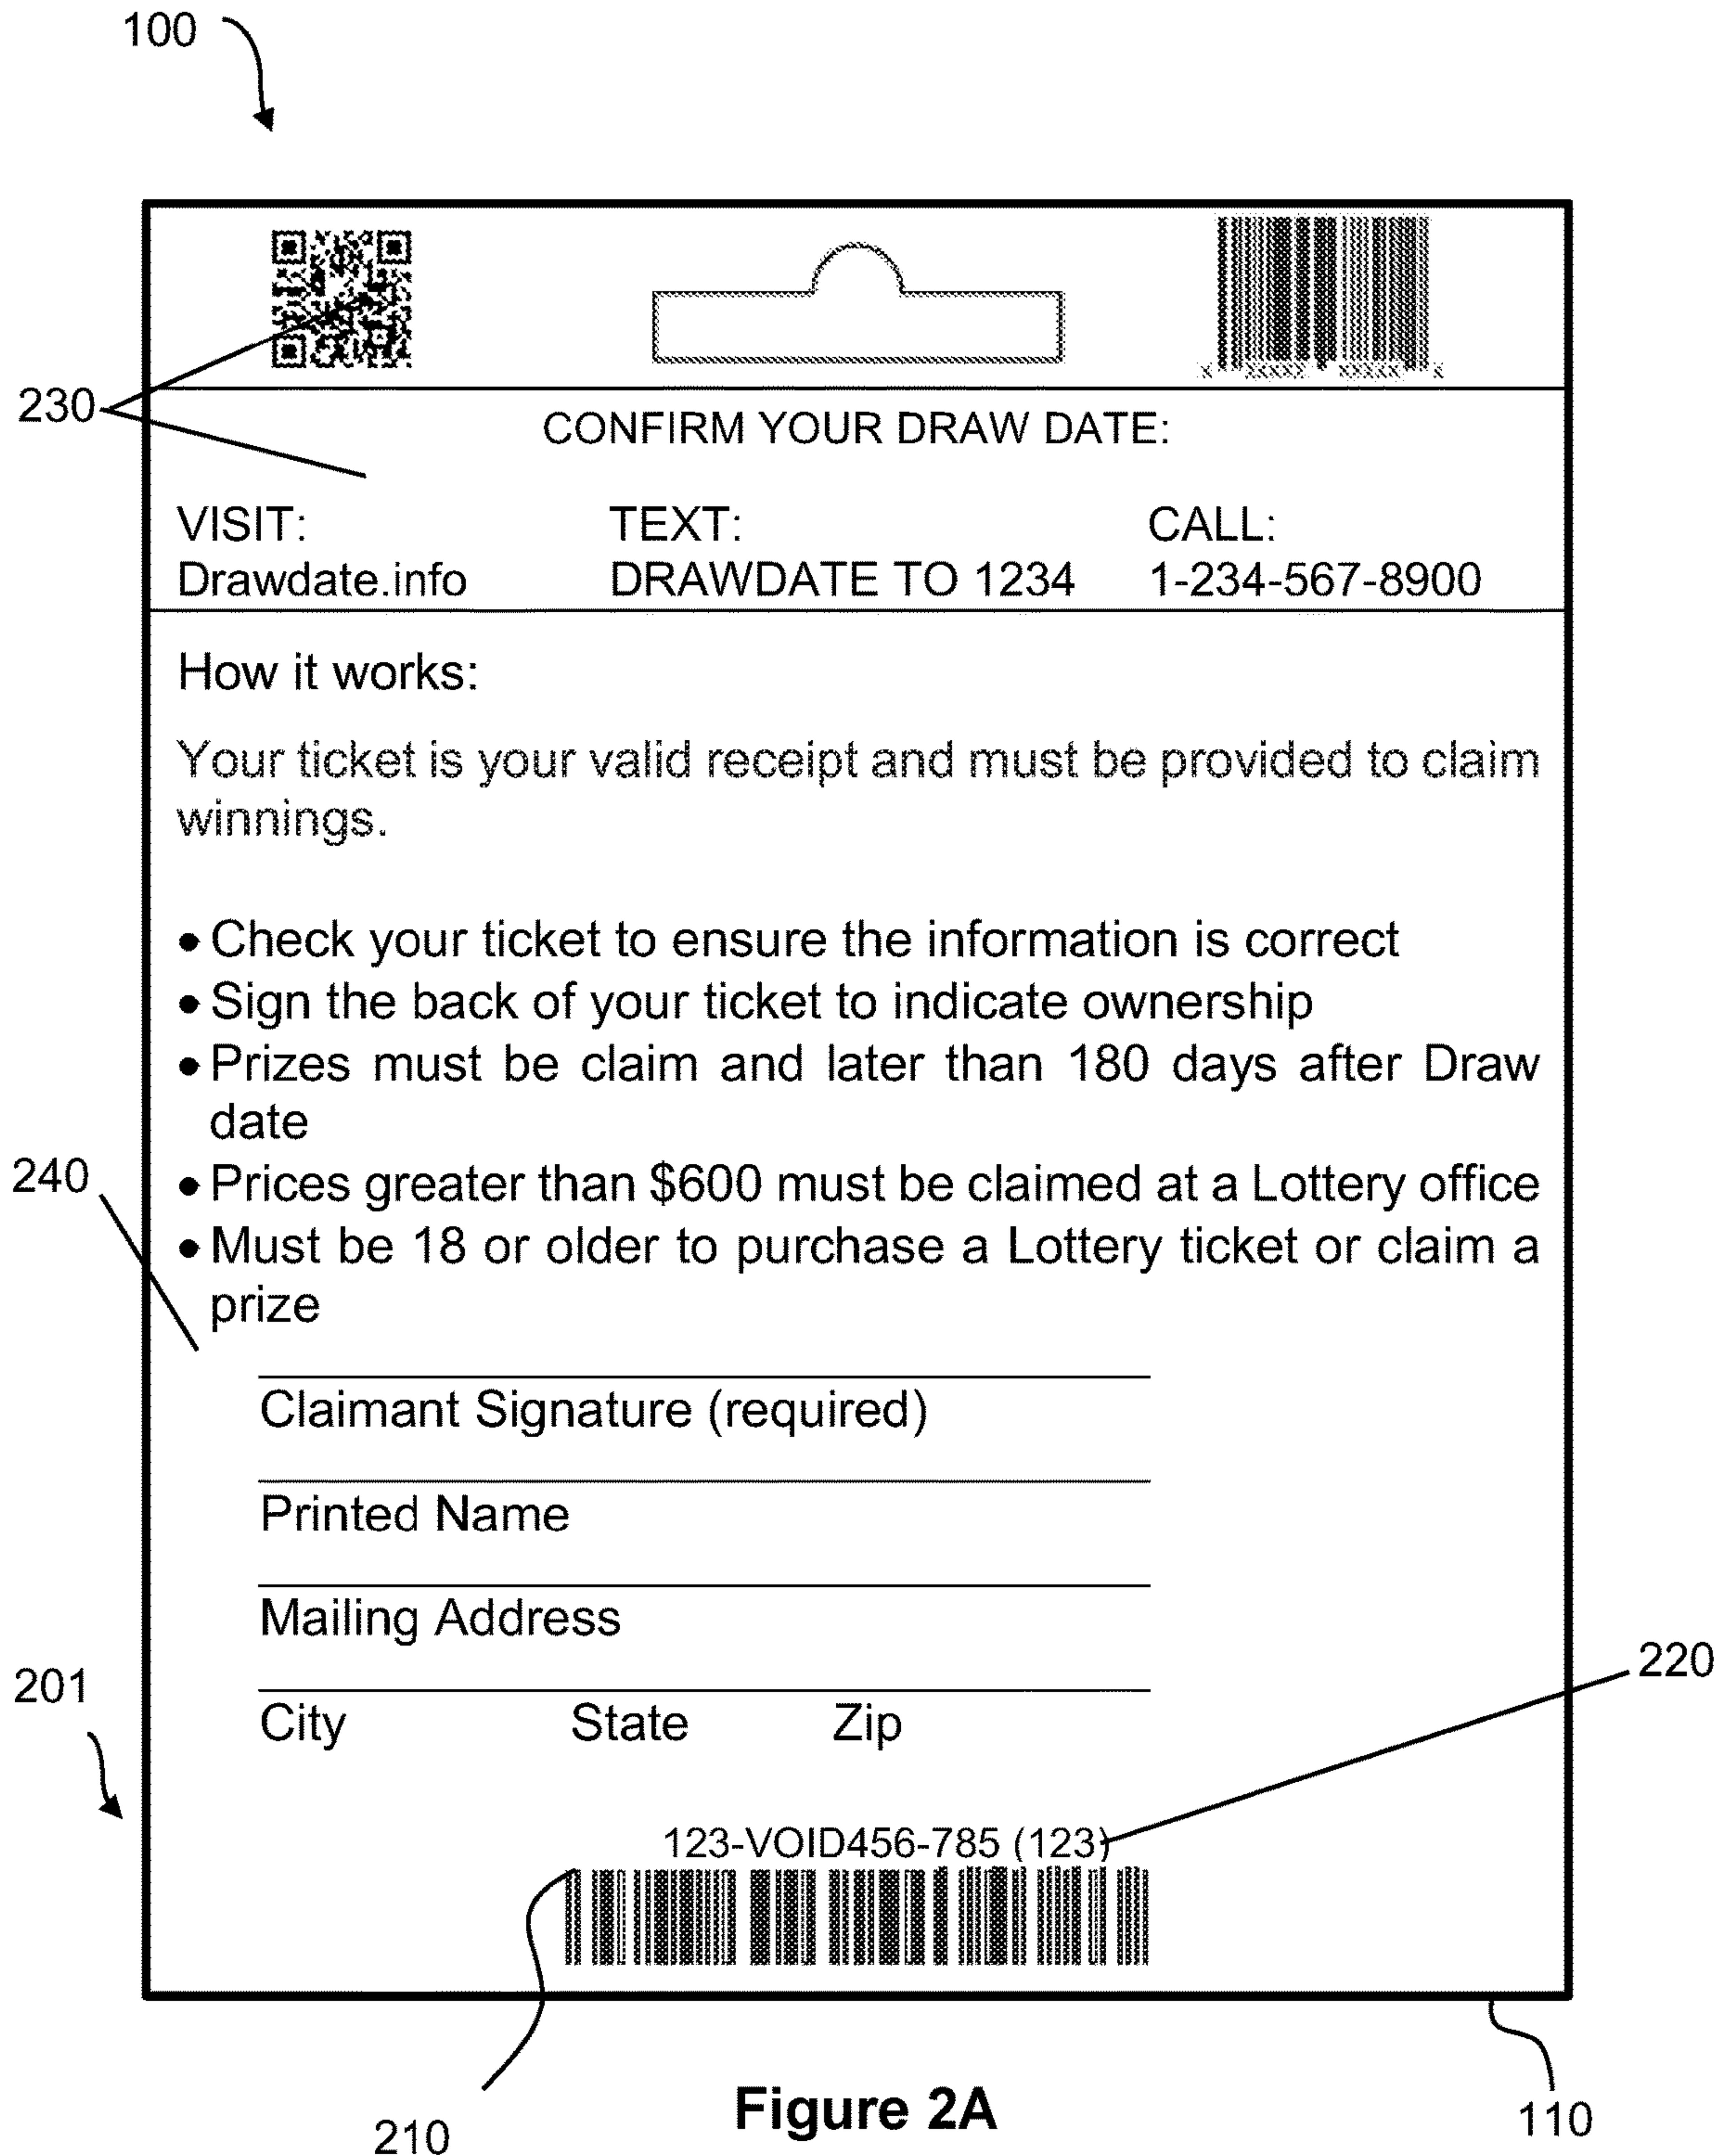 100
230
CONFIRM YOUR DRAW DATE:
VISIT: TEXT: CALL:
Drawdate.info DRAWDATE TO 1234 1-234-567-8900
How it works:
Your ticket is your valid receipt and must be provided to claim
winnings.
• Check your ticket to ensure the information is correct
• Sign the back of your ticket to indicate ownership
• Prizes must be claim and later than 180 days after Draw
date
240
• Prices greater than $600 must be claimed at a Lottery office
• Must be 18 or older to purchase a Lottery ticket or claim a
prize
Claimant Signature (required)
Printed Name
Mailing Address
220
201
City State Zip
123-VOID456-785 (123)
210
Figure 2A
110